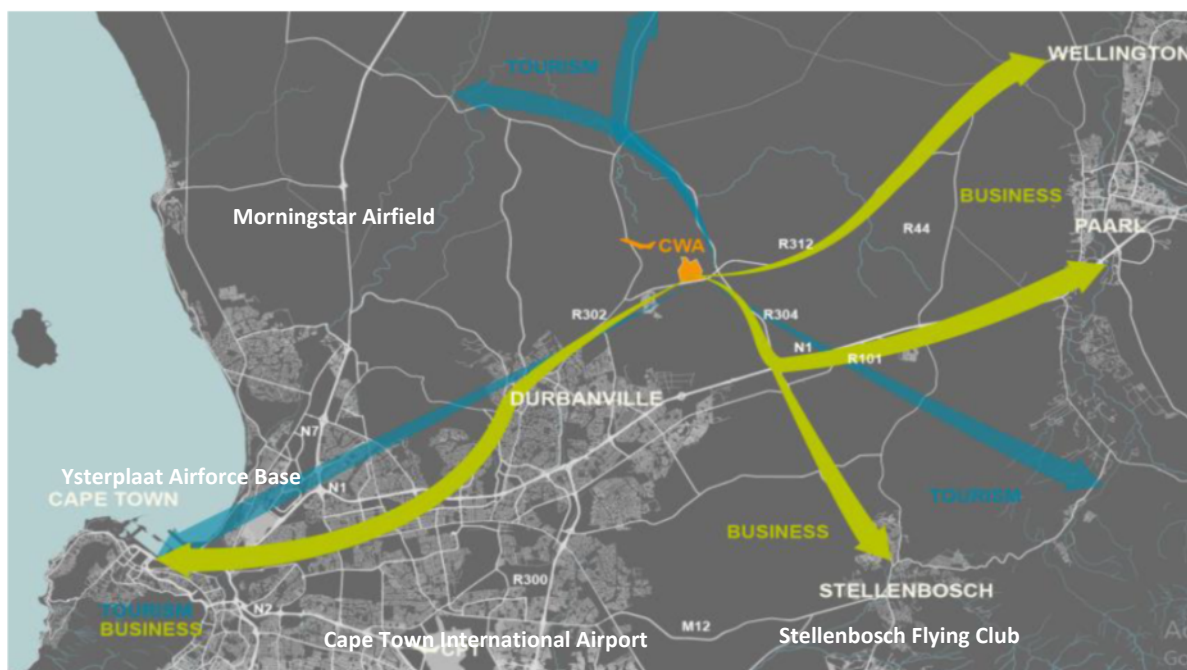 TOURISM
WELLINGTON
BUSINESS
Morningstar Airfield
PAARL
R44
R312
CWA
R302
R304
N1
R101
DURBANVILLE
N7
Ysterplaat Airforce Base
CAPE TOWN
N1
TOURISM
BUSINESS
R300
STELLENBOSCH
TOURISM
BUSINESS
N2
M12
Cape Town International Airport
CPT
Stellenbosch Flying Club